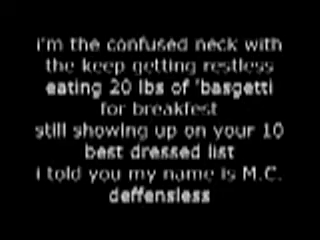 i'm the confused neck with
the keep getting restless
eating 20 lbs of 'basgetti
for breakfest
still showing up on your 10
best dressed list
i told you my name is M.C.
deffensless